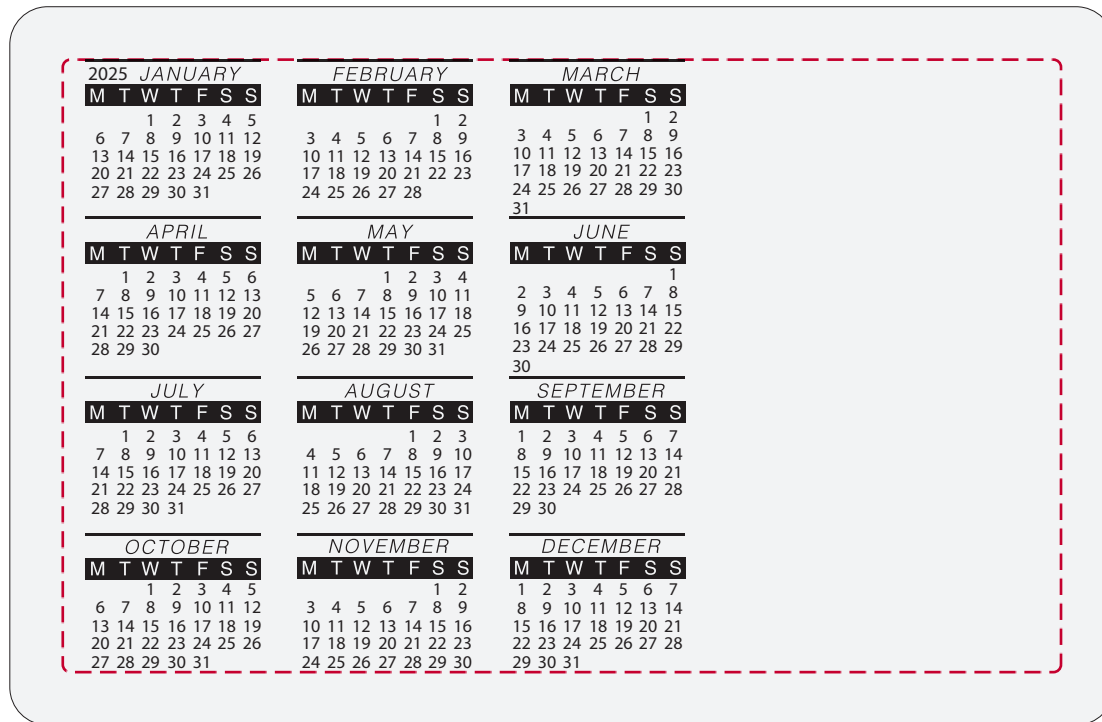 2025 JANUARY
M T W T F S S
1 2 3 4 5
6 7 8 9 10 11 12
13 14 15 16 17 18 19
20 21 22 23 24 25 26
27 28 29 30 31
FEBRUARY
M T W T F S S
1 2
3 4 5 6 7 8 9
10 11 12 13 14 15 16
17 18 19 20 21 22 23
24 25 26 27 28
MARCH
M T W T F S S
1 2
3 4 5 6 7 8 9
10 11 12 13 14 15 16
17 18 19 20 21 22 23
24 25 26 27 28 29 30
31
APRIL
M T W T F S S
1 2 3 4 5 6
7 8 9 10 11 12 13
14 15 16 17 18 19 20
21 22 23 24 25 26 27
28 29 30
MAY
M T W T F S S
1 2 3 4
5 6 7 8 9 10 11
12 13 14 15 16 17 18
19 20 21 22 23 24 25
26 27 28 29 30 31
JUNE
M T W T F S S
1
2 3 4 5 6 7 8
9 10 11 12 13 14 15
16 17 18 19 20 21 22
23 24 25 26 27 28 29
30
JULY
M T W T F S S
1 2 3 4 5 6
7 8 9 10 11 12 13
14 15 16 17 18 19 20
21 22 23 24 25 26 27
28 29 30 31
AUGUST
M T W T F S S
1 2 3
4 5 6 7 8 9 10
11 12 13 14 15 16 17
18 19 20 21 22 23 24
25 26 27 28 29 30 31
SEPTEMBER
M T W T F S S
1 2 3 4 5 6 7
8 9 10 11 12 13 14
15 16 17 18 19 20 21
22 23 24 25 26 27 28
29 30
OCTOBER
M T W T F S S
1 2 3 4 5
6 7 8 9 10 11 12
13 14 15 16 17 18 19
20 21 22 23 24 25 26
27 28 29 30 31
NOVEMBER
M T W T F S S
1 2
3 4 5 6 7 8 9
10 11 12 13 14 15 16
17 18 19 20 21 22 23
24 25 26 27 28 29 30
DECEMBER
M T W T F S S
1 2 3 4 5 6 7
8 9 10 11 12 13 14
15 16 17 18 19 20 21
22 23 24 25 26 27 28
29 30 31